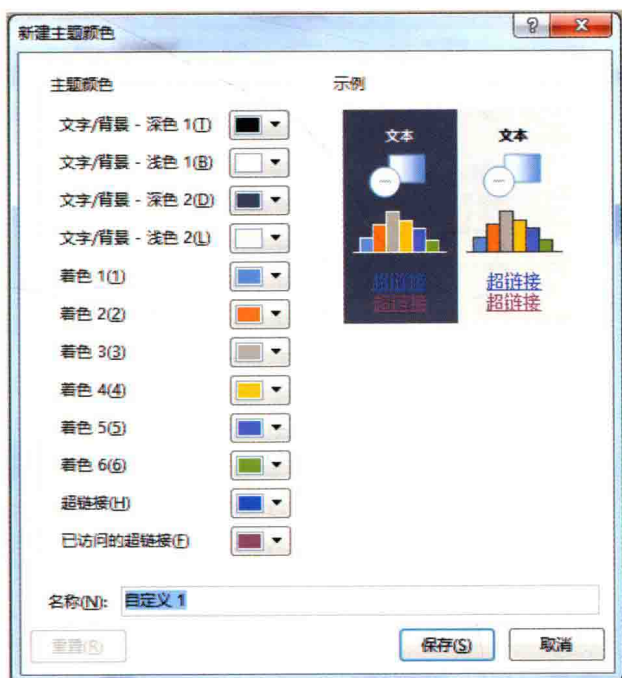 新建主题颜色
主题颜色
示例
文字/背景 - 深色 1(T)
文字/背景 - 浅色 1(B)
文字/背景 - 深色 2(D)
文字/背景 - 浅色 2(L)
着色 1(1)
着色 2(2)
着色 3(3)
着色 4(4)
着色 5(5)
着色 6(6)
超链接(H)
已访问的超链接(F)
文本 文本
超链接 超链接
超链接 超链接
名称(N): 自定义 1
重置(R) 保存(S) 取消